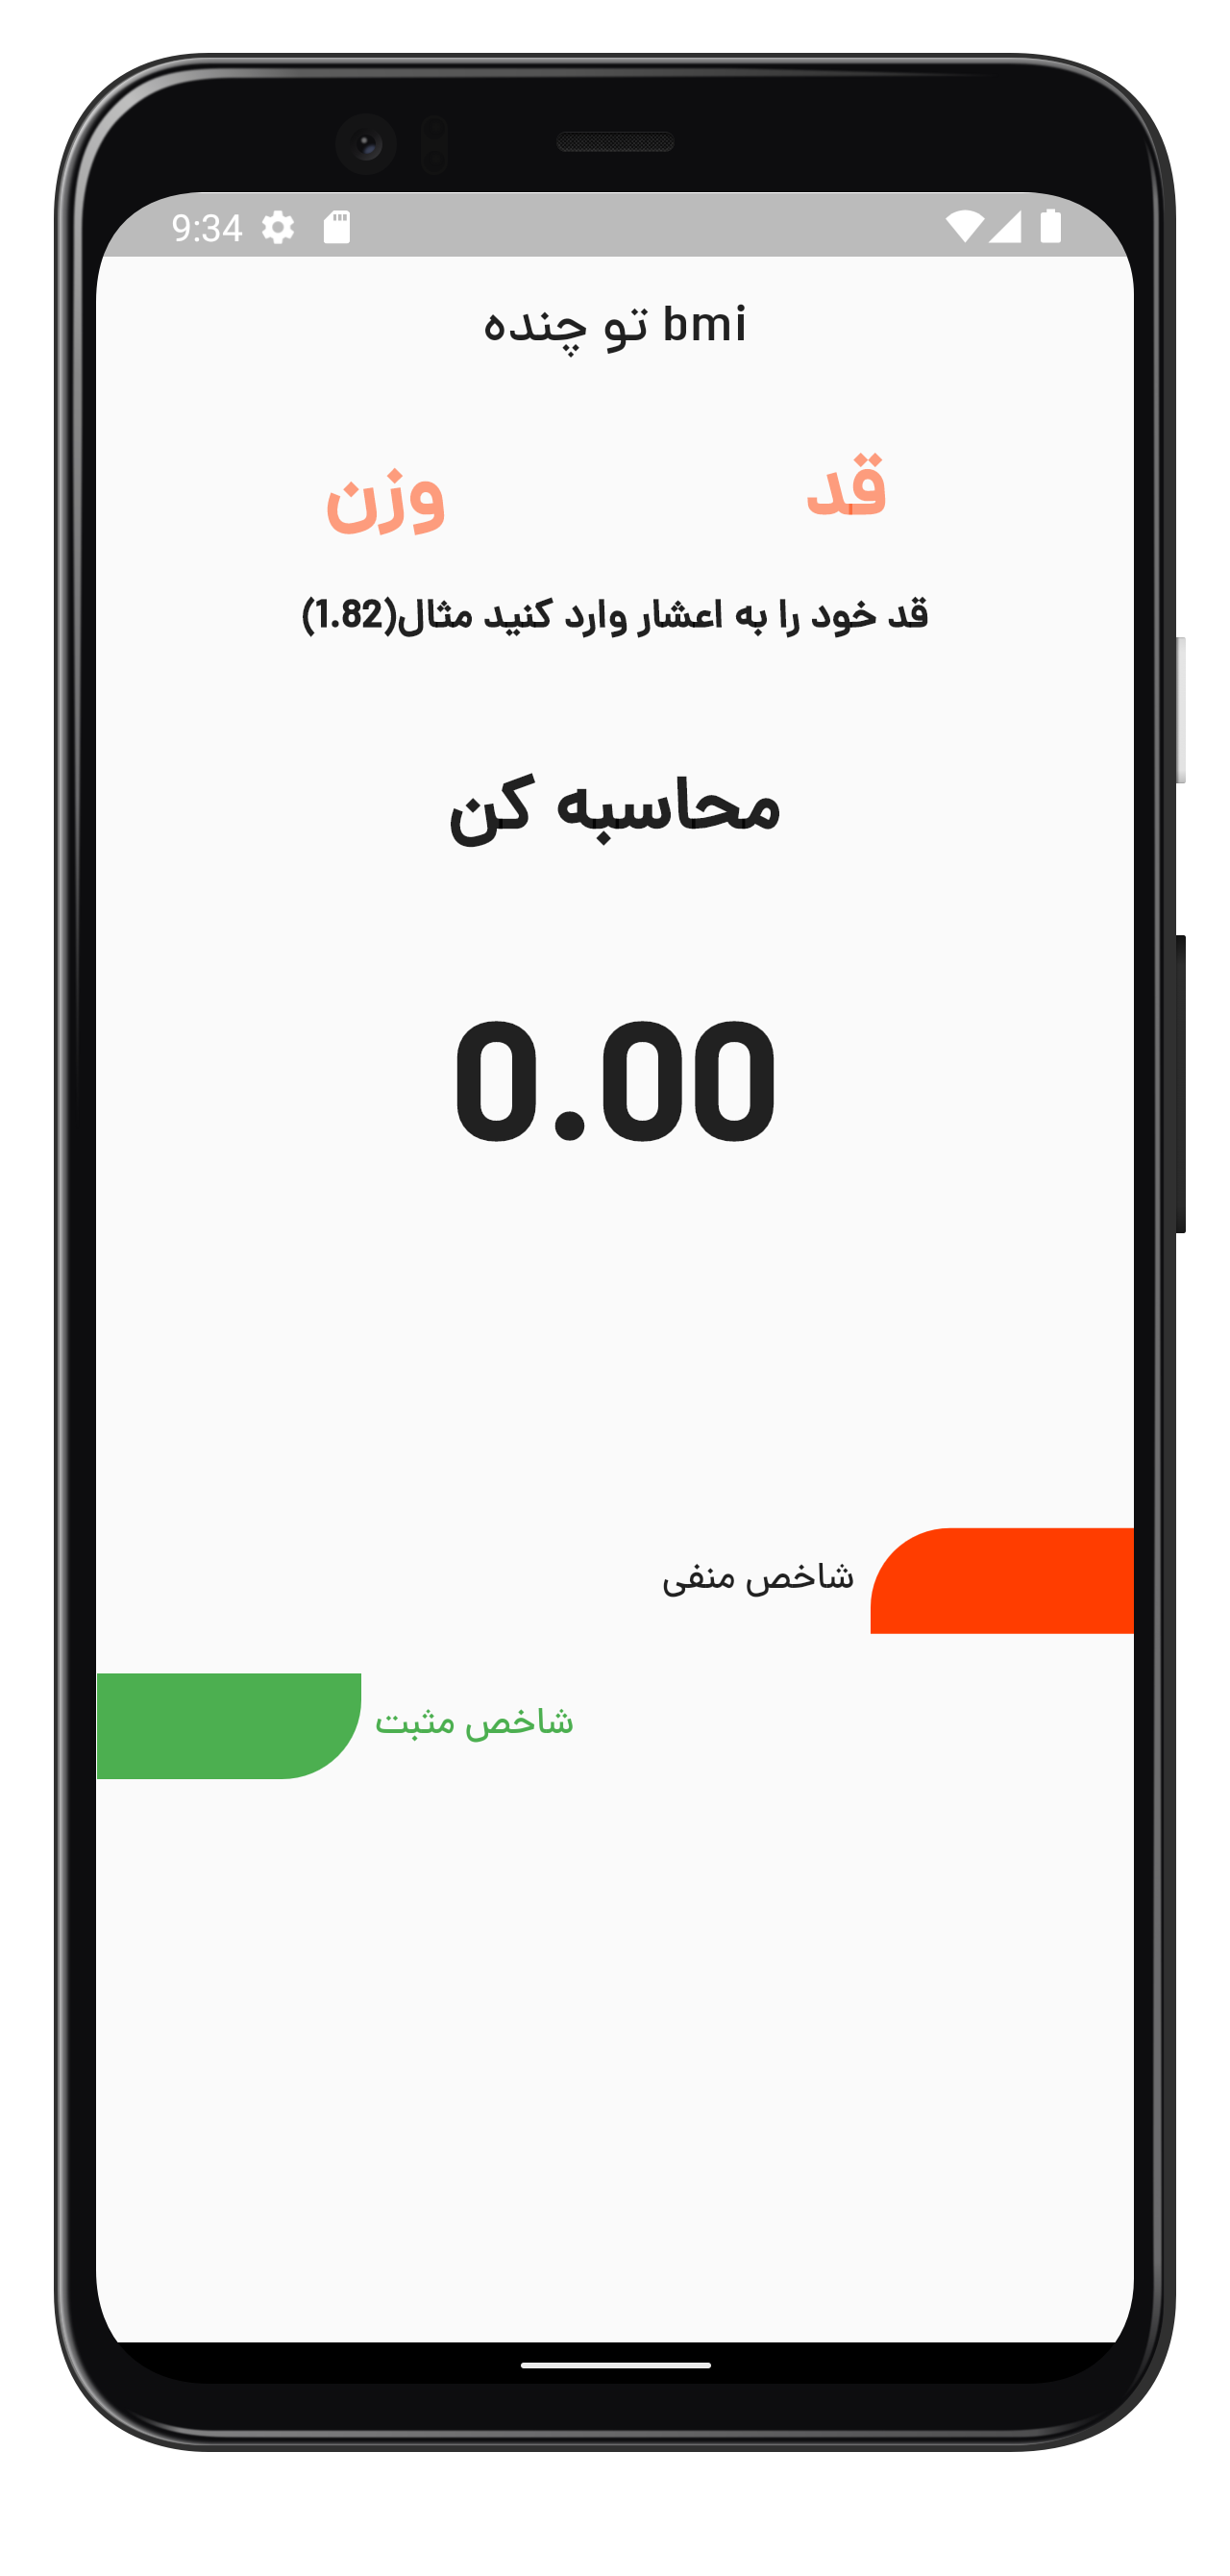 9:34
bmi تو چنده
قد وزن
قد خود را به اعشار وارد کنید مثال(1.82)
محاسبه کن
0.00
شاخص منفی
شاخص مثبت